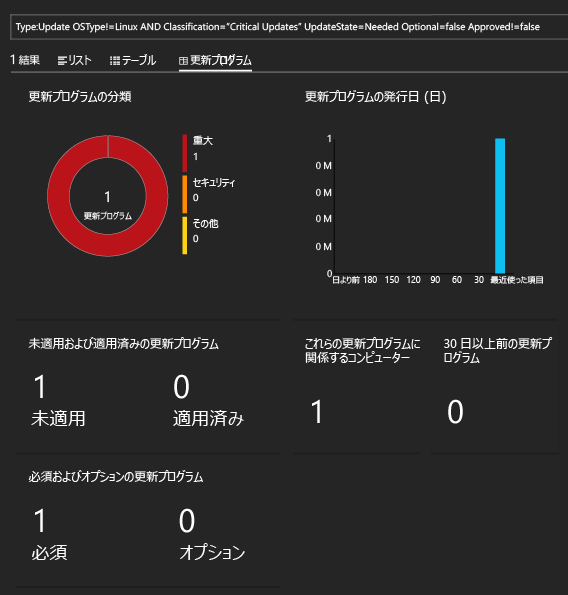 Type:Update OSType!=Linux AND Classification="Critical Updates" UpdateState=Needed Optional=false Approved!=false
1 結果
リスト
テーブル
更新プログラム
更新プログラムの分類
1
更新プログラム
重大
1
セキュリティ
0
その他
0
更新プログラムの発行日 (日)
1
0 M
0 M
0 M
0 M
0
日より前 180 150 120 90 60 30 最近使った項目
未適用および適用済みの更新プログラム
1
未適用
0
適用済み
これらの更新プログラムに
関係するコンピューター
1
30 日以上前の更新プ
ログラム
0
必須およびオプションの更新プログラム
1
必須
0
オプション